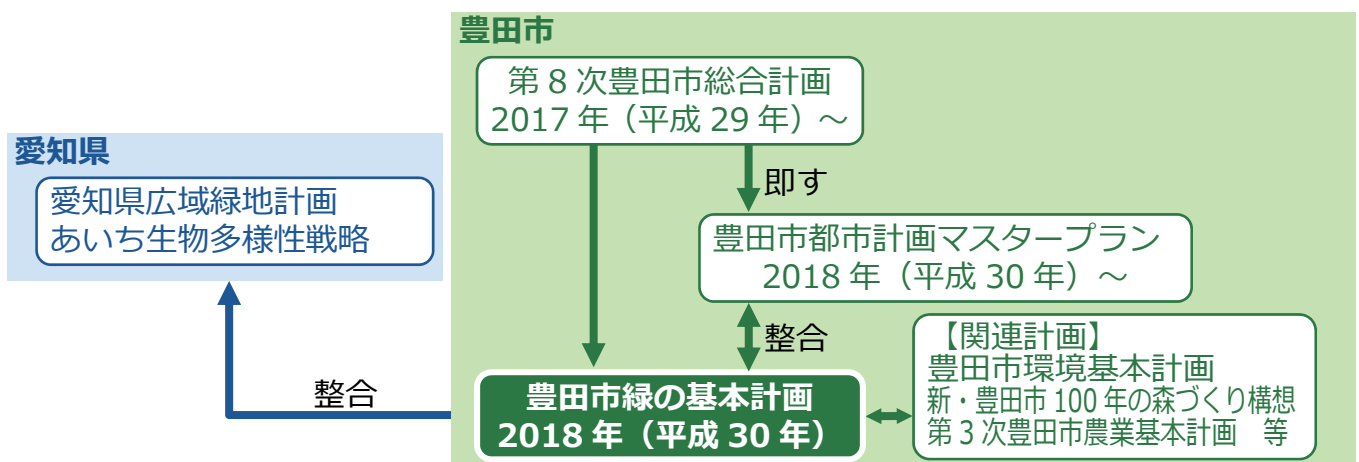 豊田市
第8次豊田市総合計画
2017年（平成29年）～
愛知県
愛知県広域緑地計画
あいち生物多様性戦略
即す
豊田市都市計画マスタープラン
2018年（平成30年）～
整合
【関連計画】
豊田市環境基本計画
新・豊田市100年の森づくり構想
第3次豊田市農業基本計画　等
整合
豊田市緑の基本計画
2018年（平成30年）